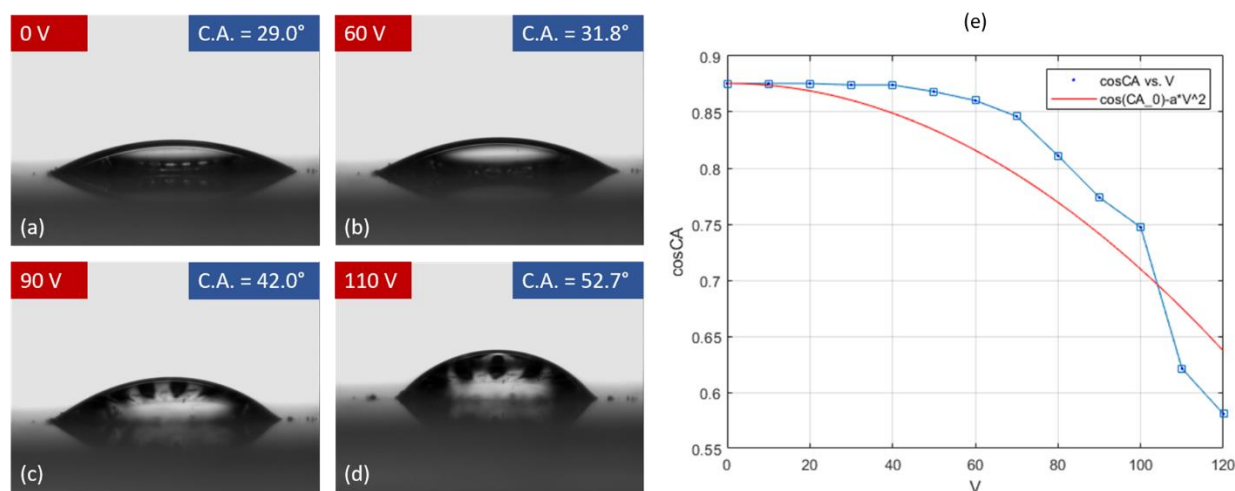 0 V
C.A. = 29.0°
(a)
60 V
C.A. = 31.8°
(b)
90 V
C.A. = 42.0°
(c)
110 V
C.A. = 52.7°
(d)
(e)
cosCA vs. V
cos(CA_0)-a*V^2
0.9
0.85
0.8
0.75
0.7
0.65
0.6
0.55
cosCA
0
20
40
60
80
100
120
V